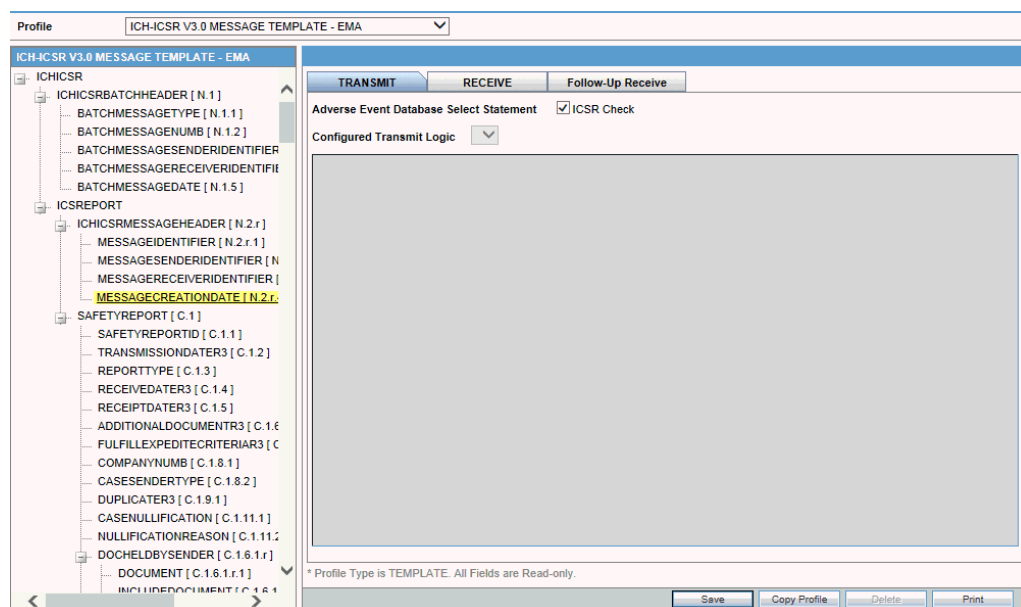 Profile
ICH-ICSR V3.0 MESSAGE TEMPLATE - EMA
ICH-ICSR V3.0 MESSAGE TEMPLATE - EMA
ICHICSR
ICHICSRBATCHHEADER [ N.1 ]
BATCHMESSAGETYPE [ N.1.1 ]
BATCHMESSAGENUMB [ N.1.2 ]
BATCHMESSAGESENDERIDENTIFIER
BATCHMESSAGERECEIVERIDENTIFIE
BATCHMESSAGEDATE [ N.1.5 ]
ICSREPORT
ICHICSRMESSAGEHEADER [ N.2.r ]
MESSAGEIDENTIFIER [ N.2.r.1 ]
MESSAGESENDERIDENTIFIER [ N
MESSAGERECEIVERIDENTIFIER [
MESSAGECREATIONDATE [ N.2.r.
SAFETYREPORT [ C.1 ]
SAFETYREPORTID [ C.1.1 ]
TRANSMISSIONDATER3 [ C.1.2 ]
REPORTTYPE [ C.1.3 ]
RECEIVEDATER3 [ C.1.4 ]
RECEIPTDATER3 [ C.1.5 ]
ADDITIONALDOCUMENTR3 [ C.1.6
FULFILLEXPEDITECRITERIAR3 [ C
COMPANYNUMB [ C.1.8.1 ]
CASESENDERTYPE [ C.1.8.2 ]
DUPLICATER3 [ C.1.9.1 ]
CASENULLIFICATION [ C.1.11.1 ]
NULLIFICATIONREASON [ C.1.11.2
DOCHELDBYSENDER [ C.1.6.1.r ]
DOCUMENT [ C.1.6.1.r.1 ]
INCLUDEDOCUMENT [ C.1.6.1
TRANSMIT RECEIVE Follow-Up Receive
Adverse Event Database Select Statement ICSR Check
Configured Transmit Logic
* Profile Type is TEMPLATE. All Fields are Read-only.
Save Copy Profile Delete Print